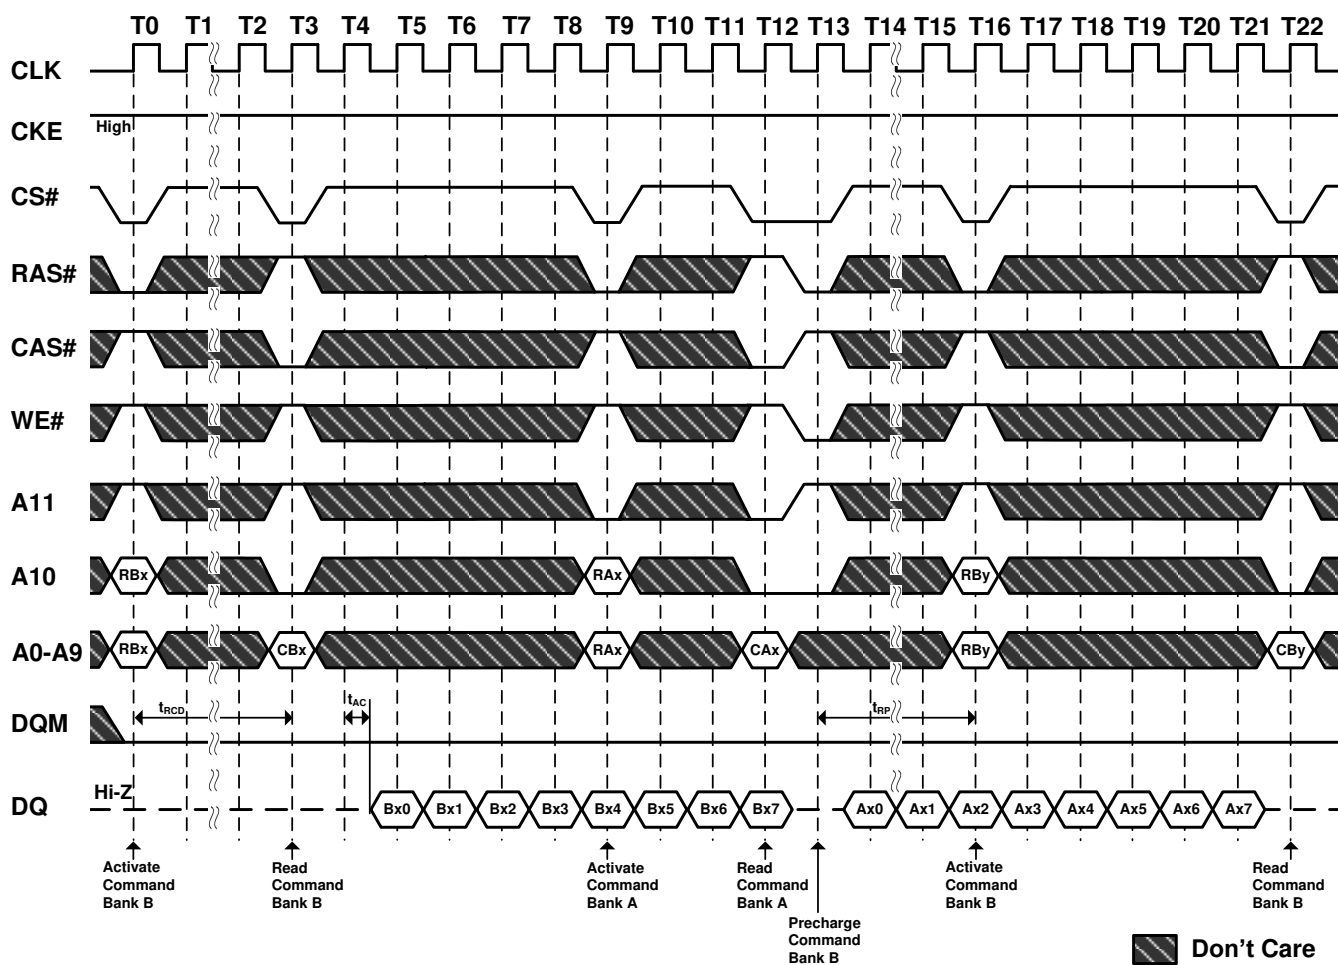 T0 T1 T2 T3 T4 T5 T6 T7 T8 T9 T10 T11 T12 T13 T14 T15 T16 T17 T18 T19 T20 T21 T22
CLK
CKE High
CS#
RAS#
CAS#
WE#
A11
A10 RBx RAx RBy
A0-A9 RBx CBx RAx CAx RBy CBy
DQM tRCD tAC tRP
DQ Hi-Z Bx0 Bx1 Bx2 Bx3 Bx4 Bx5 Bx6 Bx7 Ax0 Ax1 Ax2 Ax3 Ax4 Ax5 Ax6 Ax7
Activate
Command
Bank B
Read
Command
Bank B
Activate
Command
Bank A
Read
Command
Bank A
Precharge
Command
Bank B
Activate
Command
Bank B
Read
Command
Bank B
Don't Care